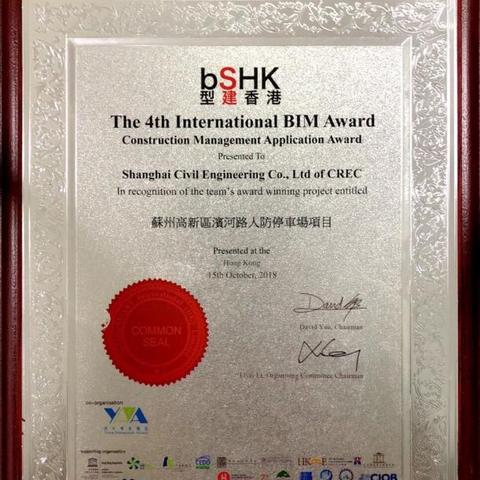 bSHK
型建香港
The 4th International BIM Award
Construction Management Application Award
Presented To
Shanghai Civil Engineering Co., Ltd of CREC
In recognition of the team's award winning project entitled
蘇州高新區濱河路人防停車場項目
Presented at the
Hong Kong
15th October, 2018
David Yau, Chairman
COMMON
SEAL
Organising Committee Chairman
co-organisation
YVA
supporting organisation
CIOB